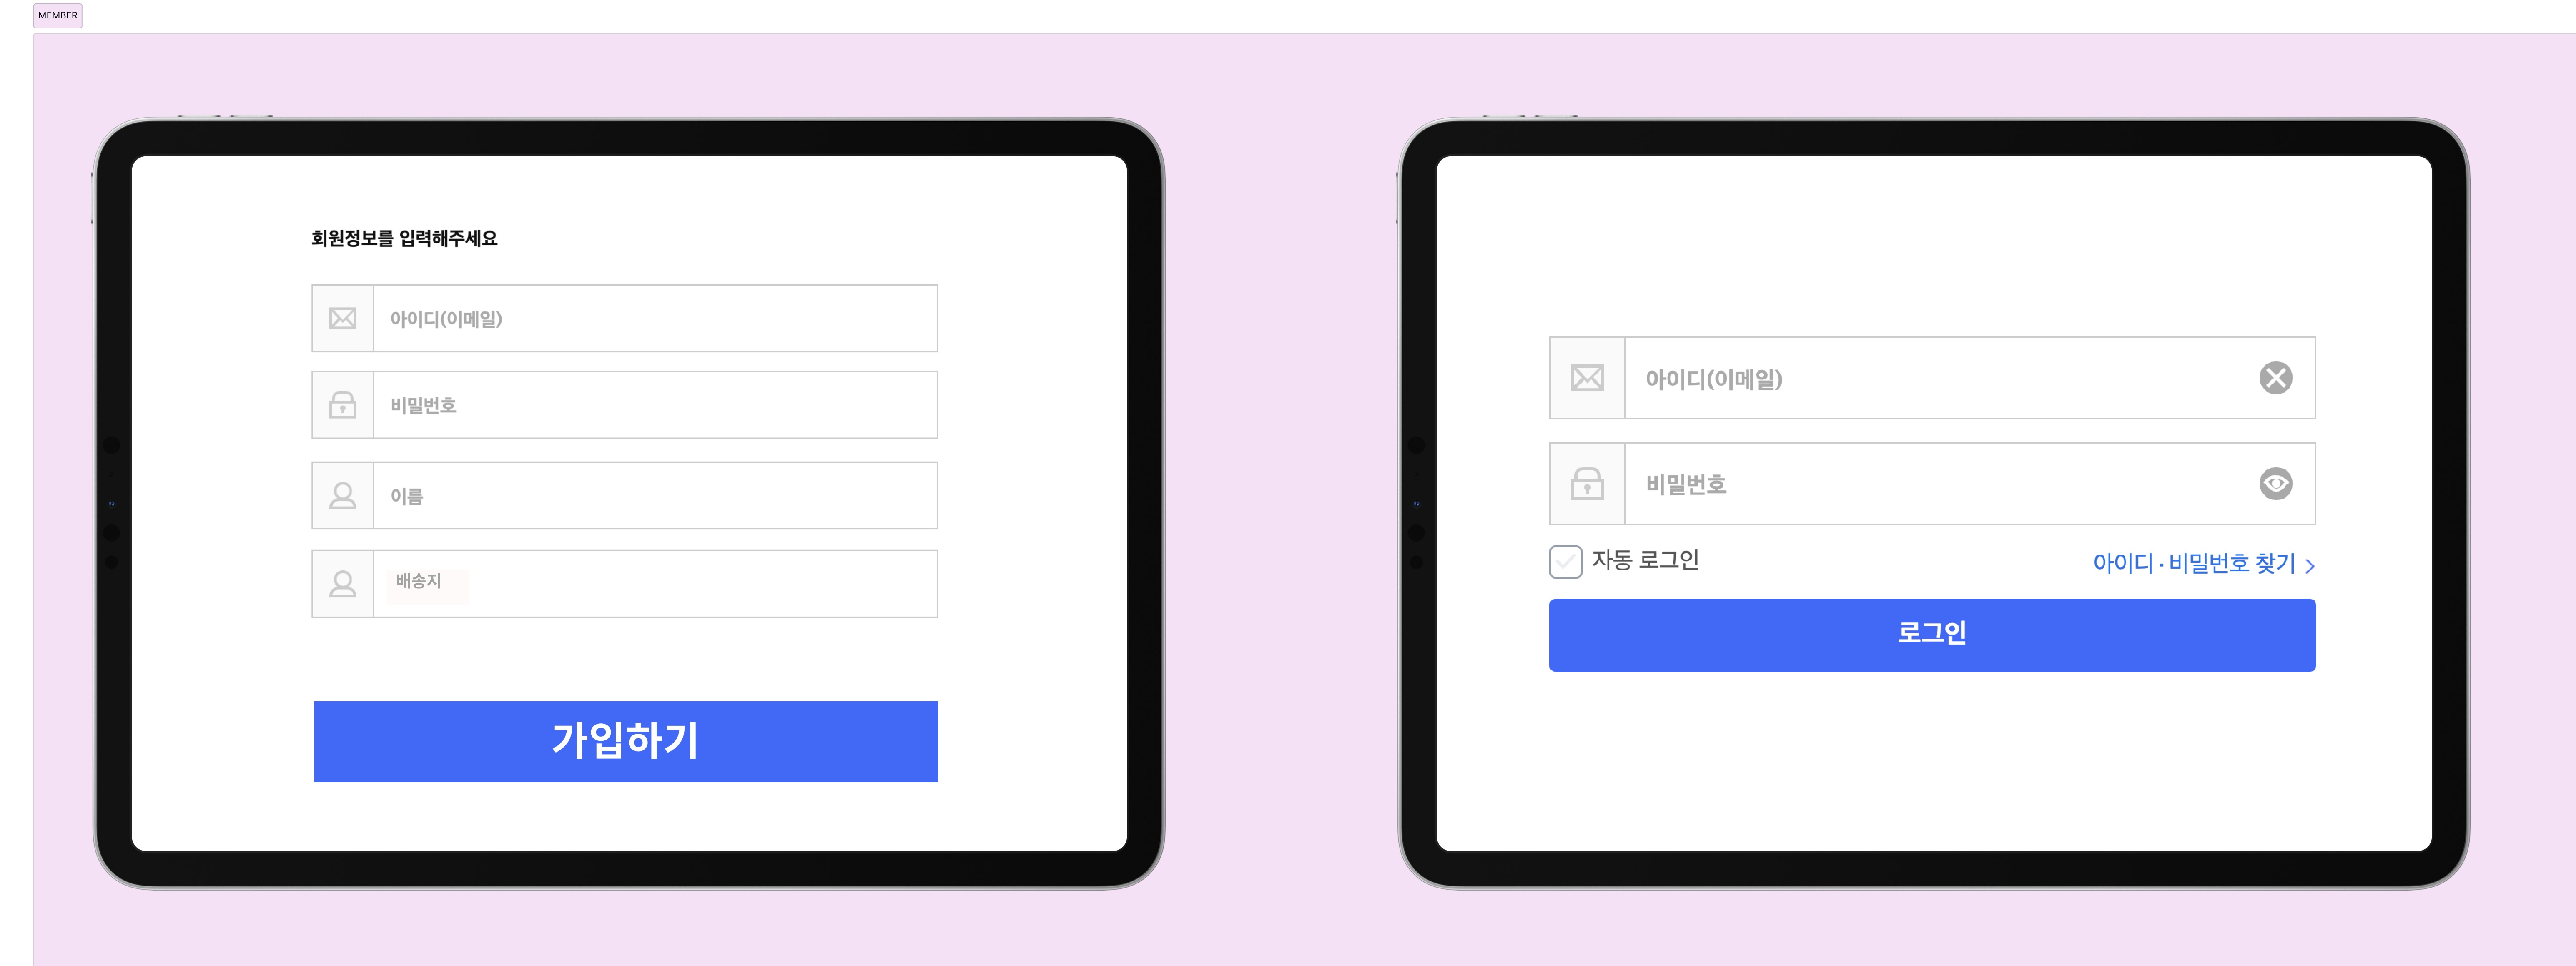 MEMBER
회원정보를 입력해주세요
아이디(이메일)
비밀번호
이름
배송지
가입하기
아이디(이메일)
비밀번호
자동 로그인
아이디 · 비밀번호 찾기 >
로그인